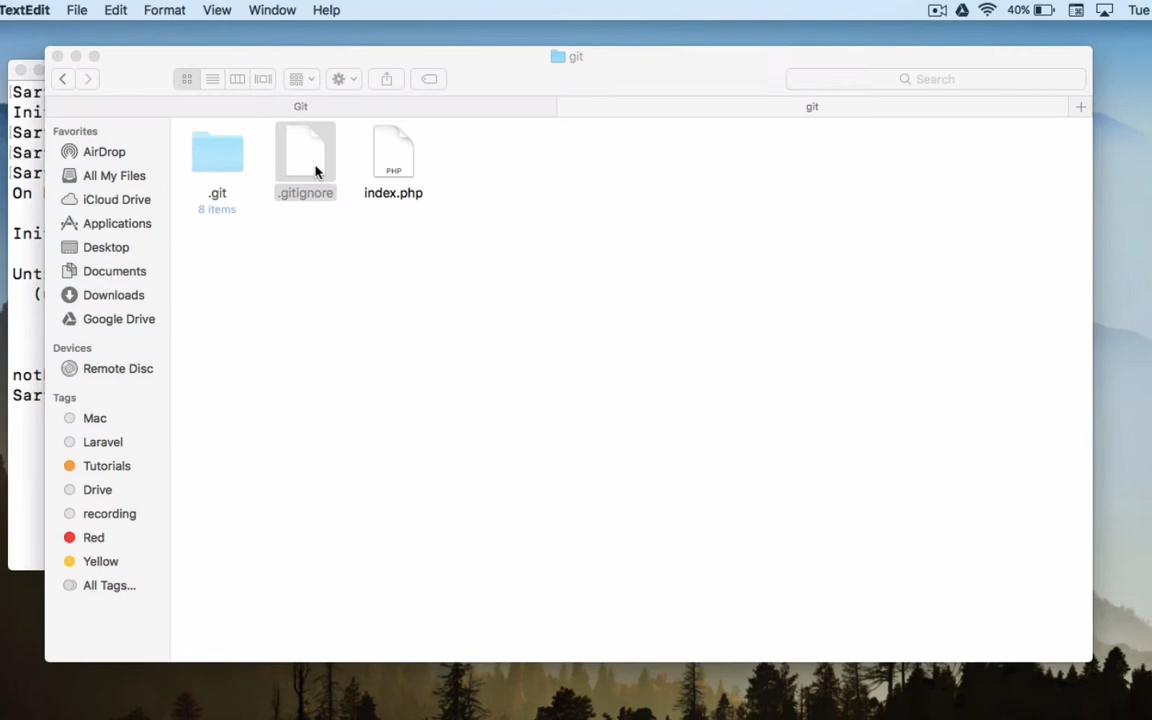 TextEdit File Edit Format View Window Help 40% Tue
git
Search
Git git
Favorites
AirDrop
All My Files
iCloud Drive
Applications
Desktop
Documents
Downloads
Google Drive
Devices
Remote Disc
Tags
Mac
Laravel
Tutorials
Drive
recording
Red
Yellow
All Tags...
.git
8 items
.gitignore
PHP
index.php
[Sar
Ini
[Sar
[Sar
[Sar
On
Ini
Unt
(
not
Sar